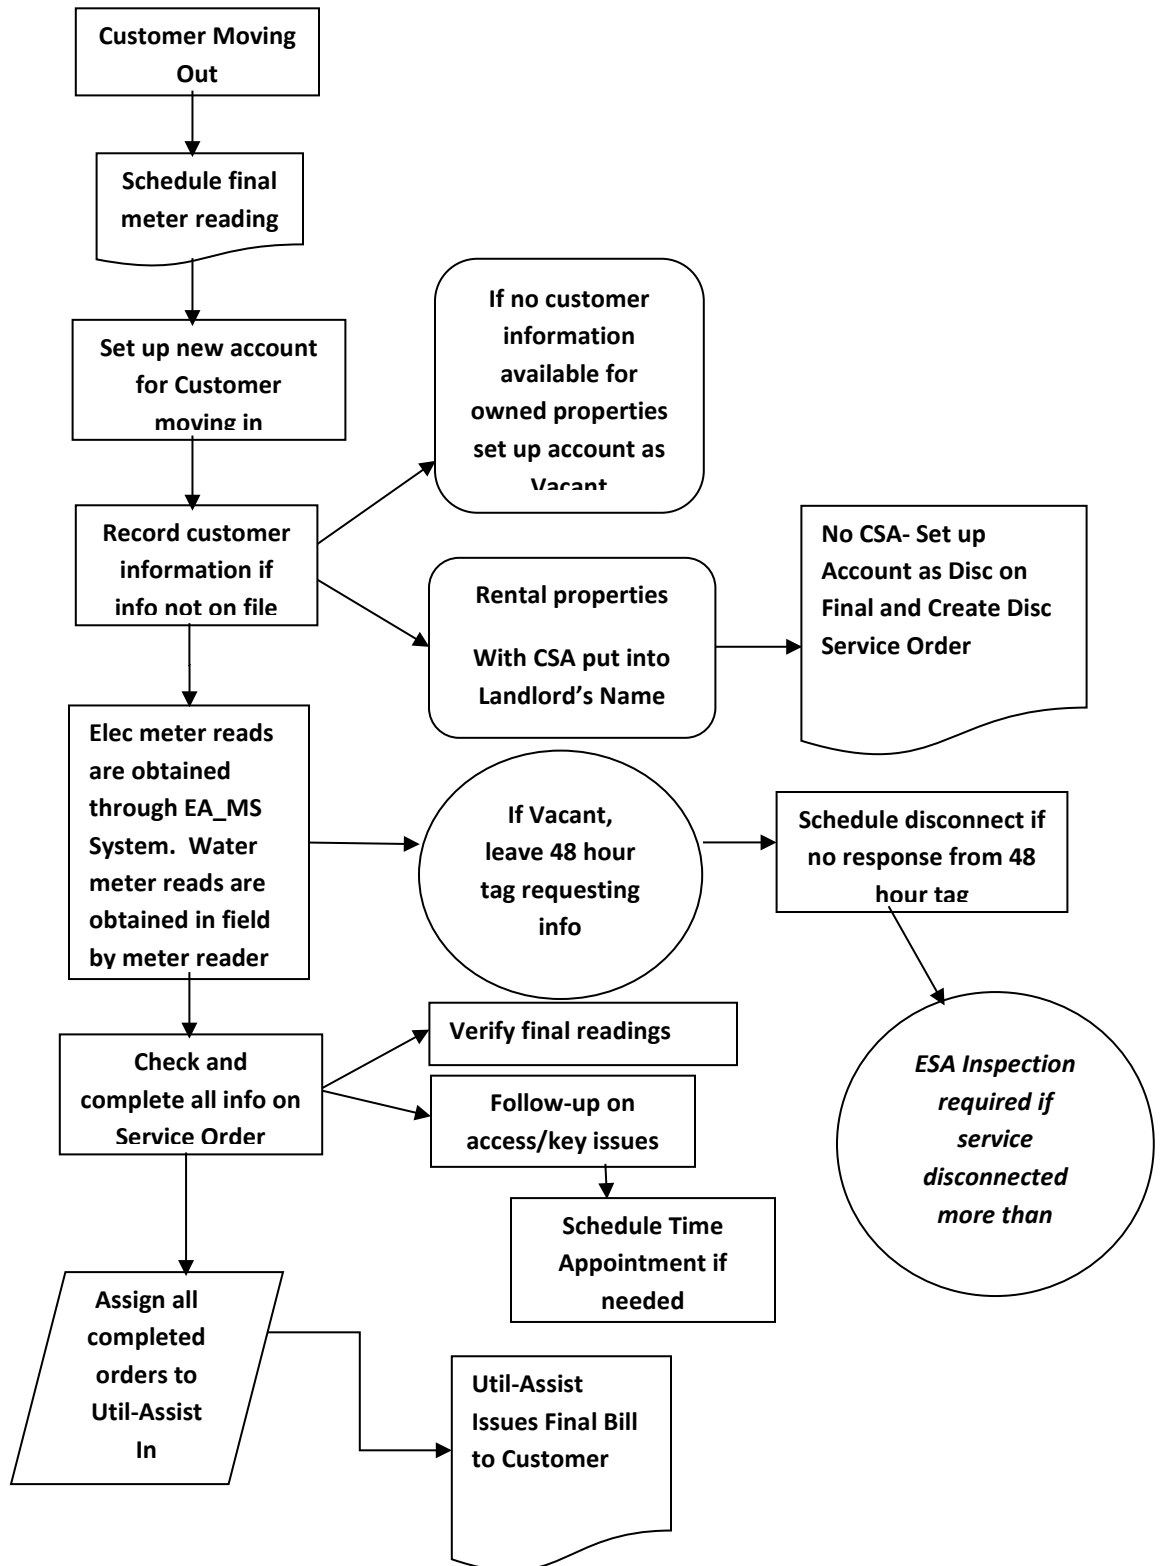 Customer Moving
Out
Schedule final
meter reading
Set up new account
for Customer
moving in
If no customer
information
available for
owned properties
set up account as
Vacant
Record customer
information if
info not on file
Rental properties
With CSA put into
Landlord’s Name
No CSA- Set up
Account as Disc on
Final and Create Disc
Service Order
Elec meter reads
are obtained
through EA_MS
System.  Water
meter reads are
obtained in field
by meter reader
If Vacant,
leave 48 hour
tag requesting
info
Schedule disconnect if
no response from 48
hour tag
ESA Inspection
required if
service
disconnected
more than
Check and
complete all info on
Service Order
Verify final readings
Follow-up on
access/key issues
Schedule Time
Appointment if
needed
Assign all
completed
orders to
Util-Assist
In
Util-Assist
Issues Final Bill
to Customer